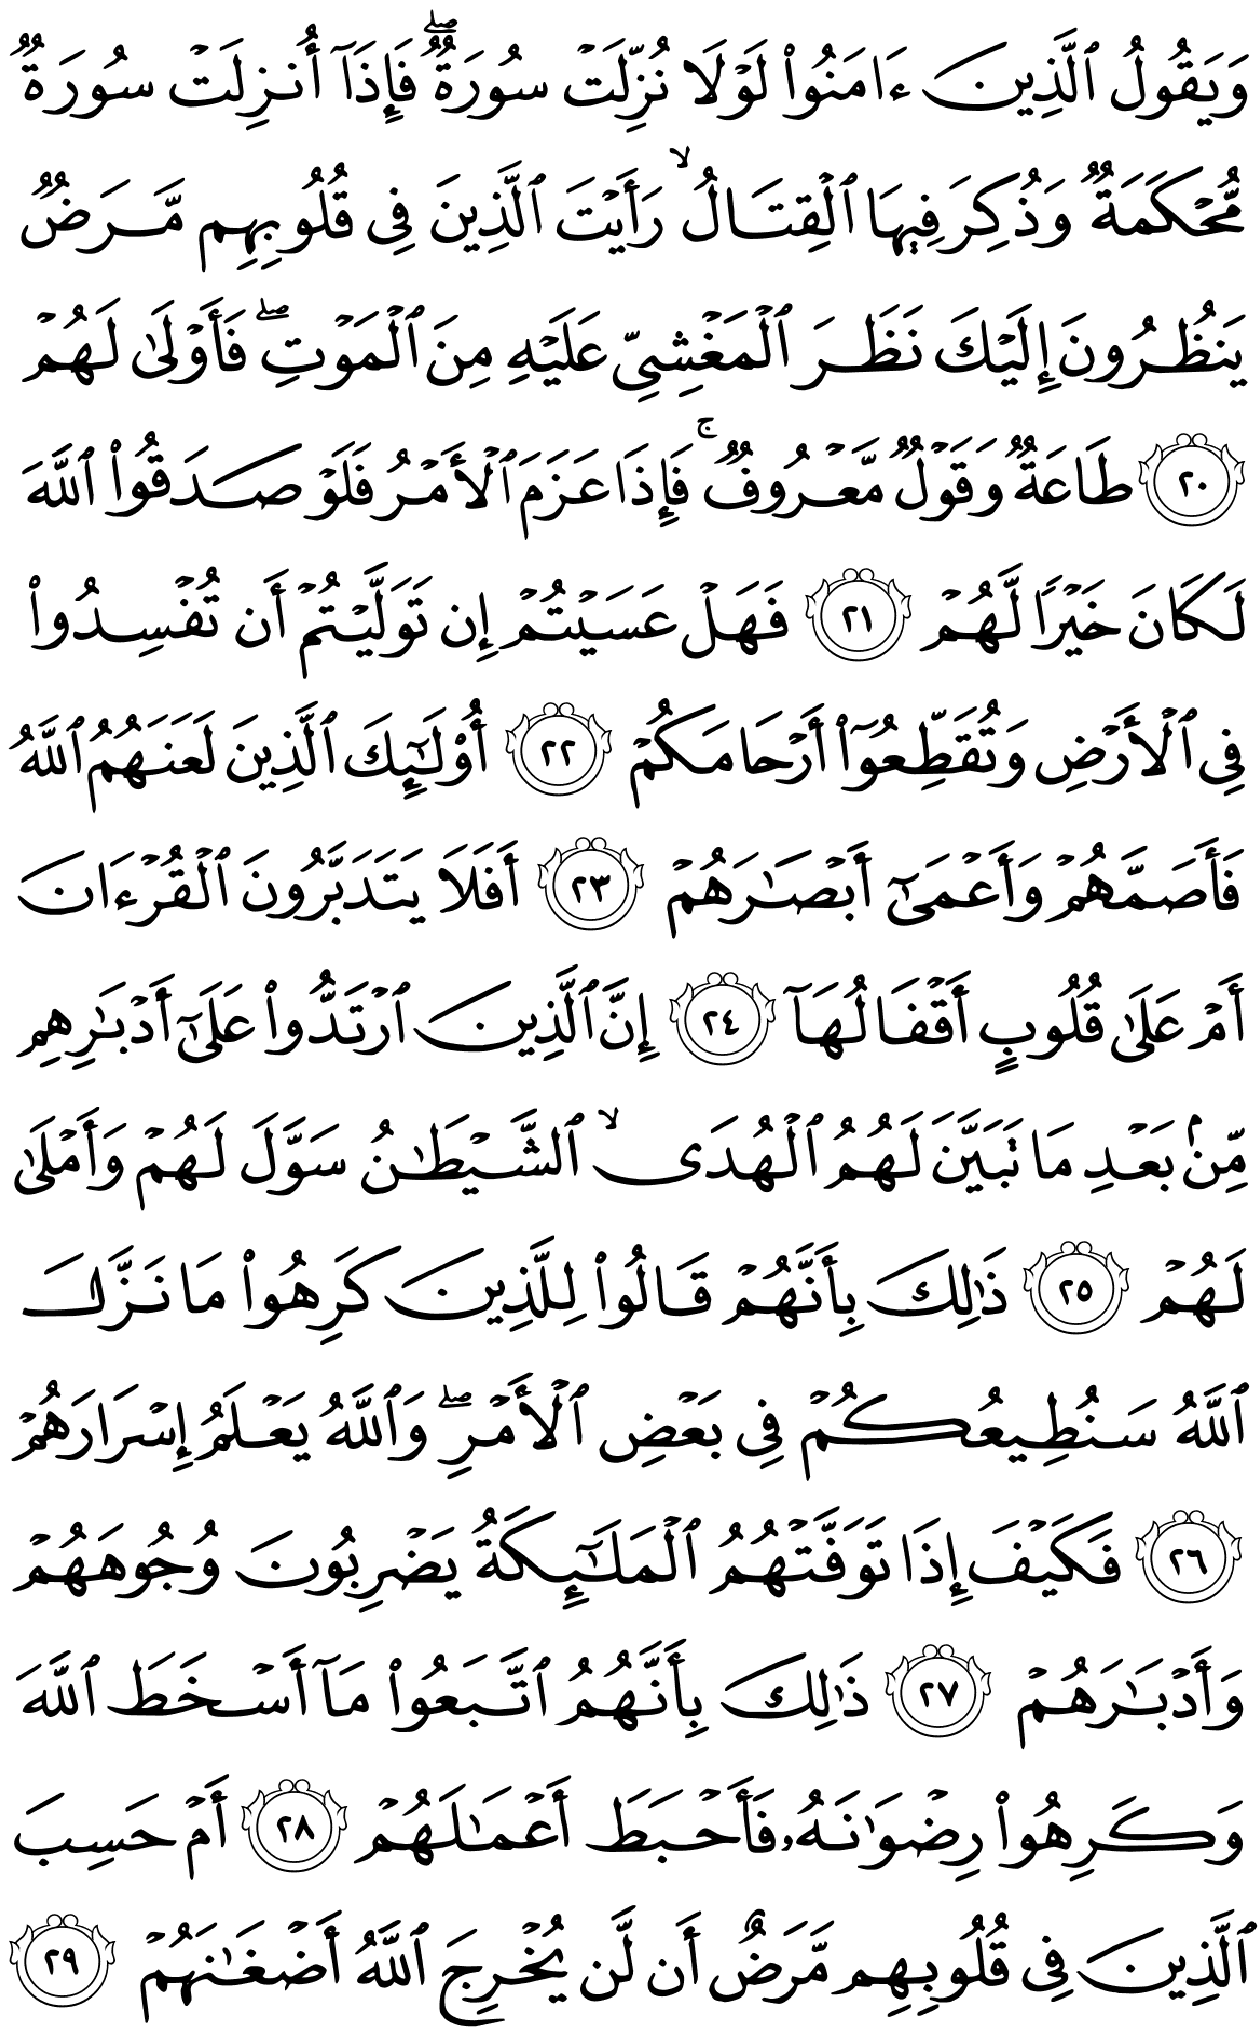 وَيَقُولُ ٱلَّذِينَ ءَامَنُوا۟ لَوْلَا نُزِّلَتْ سُورَةٌۭ ۖ فَإِذَآ أُنزِلَتْ سُورَةٌۭ
مُّحْكَمَةٌۭ وَذُكِرَ فِيهَا ٱلْقِتَالُ ۙ رَأَيْتَ ٱلَّذِينَ فِى قُلُوبِهِم مَّرَضٌۭ
يَنظُرُونَ إِلَيْكَ نَظَرَ ٱلْمَغْشِىِّ عَلَيْهِ مِنَ ٱلْمَوْتِ ۖ فَأَوْلَىٰ لَهُمْ
٢٠ طَاعَةٌۭ وَقَوْلٌۭ مَّعْرُوفٌۭ ۚ فَإِذَا عَزَمَ ٱلْأَمْرُ فَلَوْ صَدَقُوا۟ ٱللَّهَ
لَكَانَ خَيْرًۭا لَّهُمْ ٢١ فَهَلْ عَسَيْتُمْ إِن تَوَلَّيْتُمْ أَن تُفْسِدُوا۟
فِى ٱلْأَرْضِ وَتُقَطِّعُوٓا۟ أَرْحَامَكُمْ ٢٢ أُو۟لَـٰٓئِكَ ٱلَّذِينَ لَعَنَهُمُ ٱللَّهُ
فَأَصَمَّهُمْ وَأَعْمَىٰٓ أَبْصَـٰرَهُمْ ٢٣ أَفَلَا يَتَدَبَّرُونَ ٱلْقُرْءَانَ
أَمْ عَلَىٰ قُلُوبٍ أَقْفَالُهَآ ٢٤ إِنَّ ٱلَّذِينَ ٱرْتَدُّوا۟ عَلَىٰٓ أَدْبَـٰرِهِم
مِّنۢ بَعْدِ مَا تَبَيَّنَ لَهُمُ ٱلْهُدَى ۙ ٱلشَّيْطَـٰنُ سَوَّلَ لَهُمْ وَأَمْلَىٰ
لَهُمْ ٢٥ ذَٰلِكَ بِأَنَّهُمْ قَالُوا۟ لِلَّذِينَ كَرِهُوا۟ مَا نَزَّلَ
ٱللَّهُ سَنُطِيعُكُمْ فِى بَعْضِ ٱلْأَمْرِ ۖ وَٱللَّهُ يَعْلَمُ إِسْرَارَهُمْ
٢٦ فَكَيْفَ إِذَا تَوَفَّتْهُمُ ٱلْمَلَـٰٓئِكَةُ يَضْرِبُونَ وُجُوهَهُمْ
وَأَدْبَـٰرَهُمْ ٢٧ ذَٰلِكَ بِأَنَّهُمُ ٱتَّبَعُوا۟ مَآ أَسْخَطَ ٱللَّهَ
وَكَرِهُوا۟ رِضْوَٰنَهُۥ فَأَحْبَطَ أَعْمَـٰلَهُمْ ٢٨ أَمْ حَسِبَ
ٱلَّذِينَ فِى قُلُوبِهِم مَّرَضٌ أَن لَّن يُخْرِجَ ٱللَّهُ أَضْغَـٰنَهُمْ ٢٩